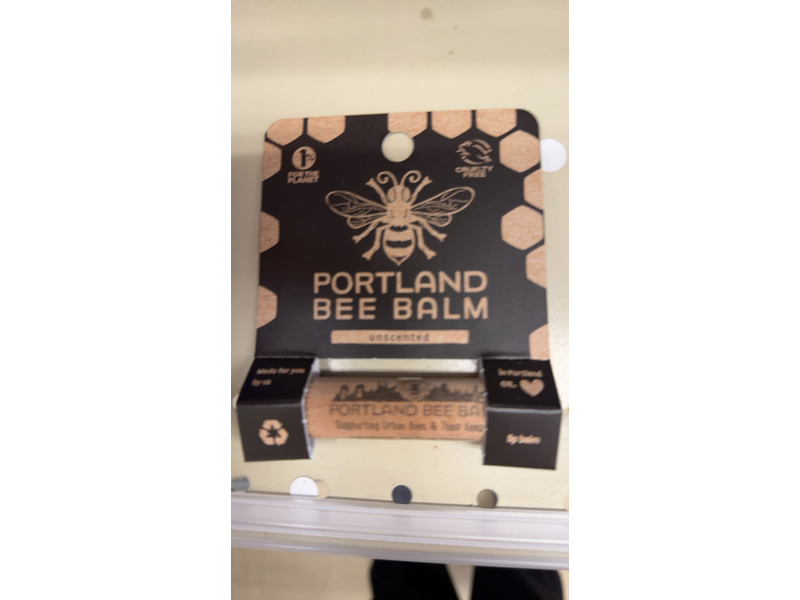 1%
FOR THE
PLANET
CRUELTY
FREE
PORTLAND
BEE BALM
unscented
Made for you
by us
In Portland
OR.
PORTLAND BEE BA
Supporting Urban Bees & Their Keep
lip balm